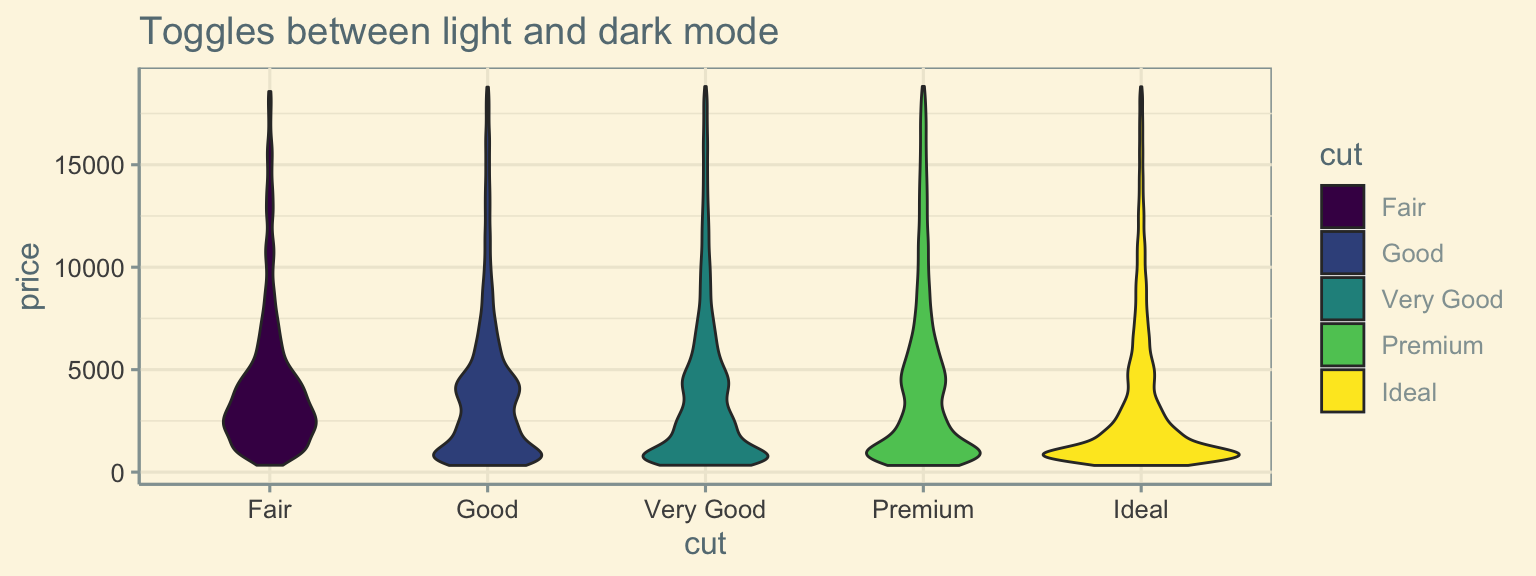 Toggles between light and dark mode
price
15000
10000
5000
0
Fair
Good
Very Good
Premium
Ideal
cut
cut
Fair
Good
Very Good
Premium
Ideal